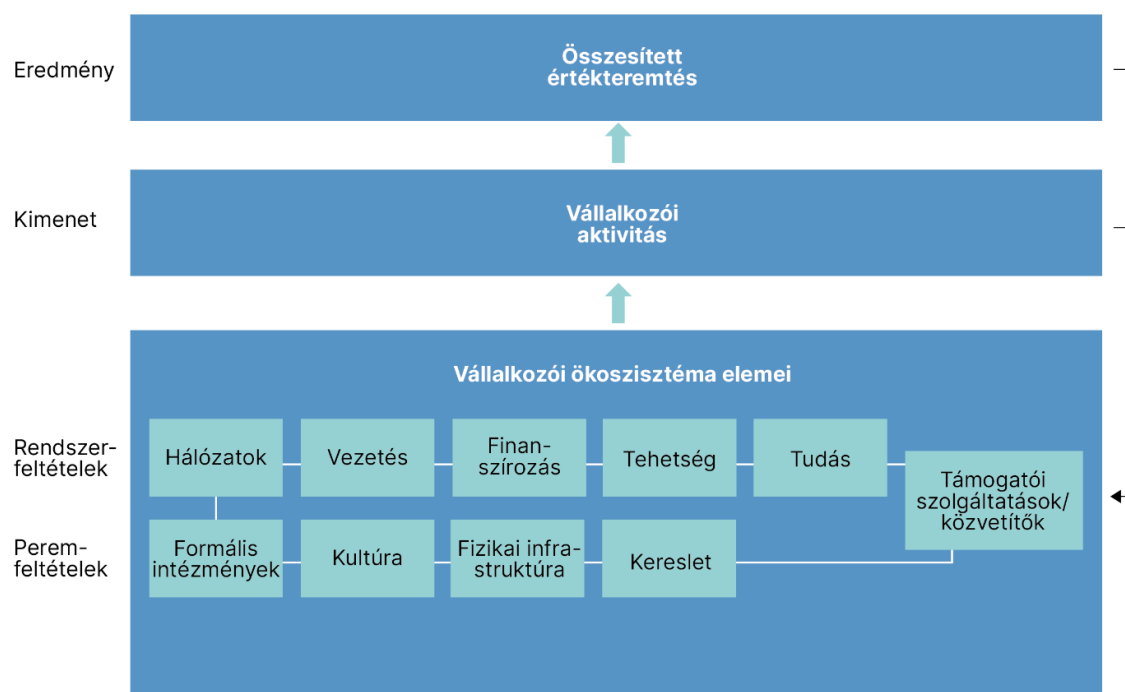 Eredmény
Összesített
értékteremtés
Kimenet
Vállalkozói
aktivitás
Vállalkozói ökoszisztéma elemei
Rendszer-
feltételek
Hálózatok
Vezetés
Finan-
szírozás
Tehetség
Tudás
Támogatói
szolgáltatások/
közvetítők
Perem-
feltételek
Formális
intézmények
Kultúra
Fizikai infra-
struktúra
Kereslet